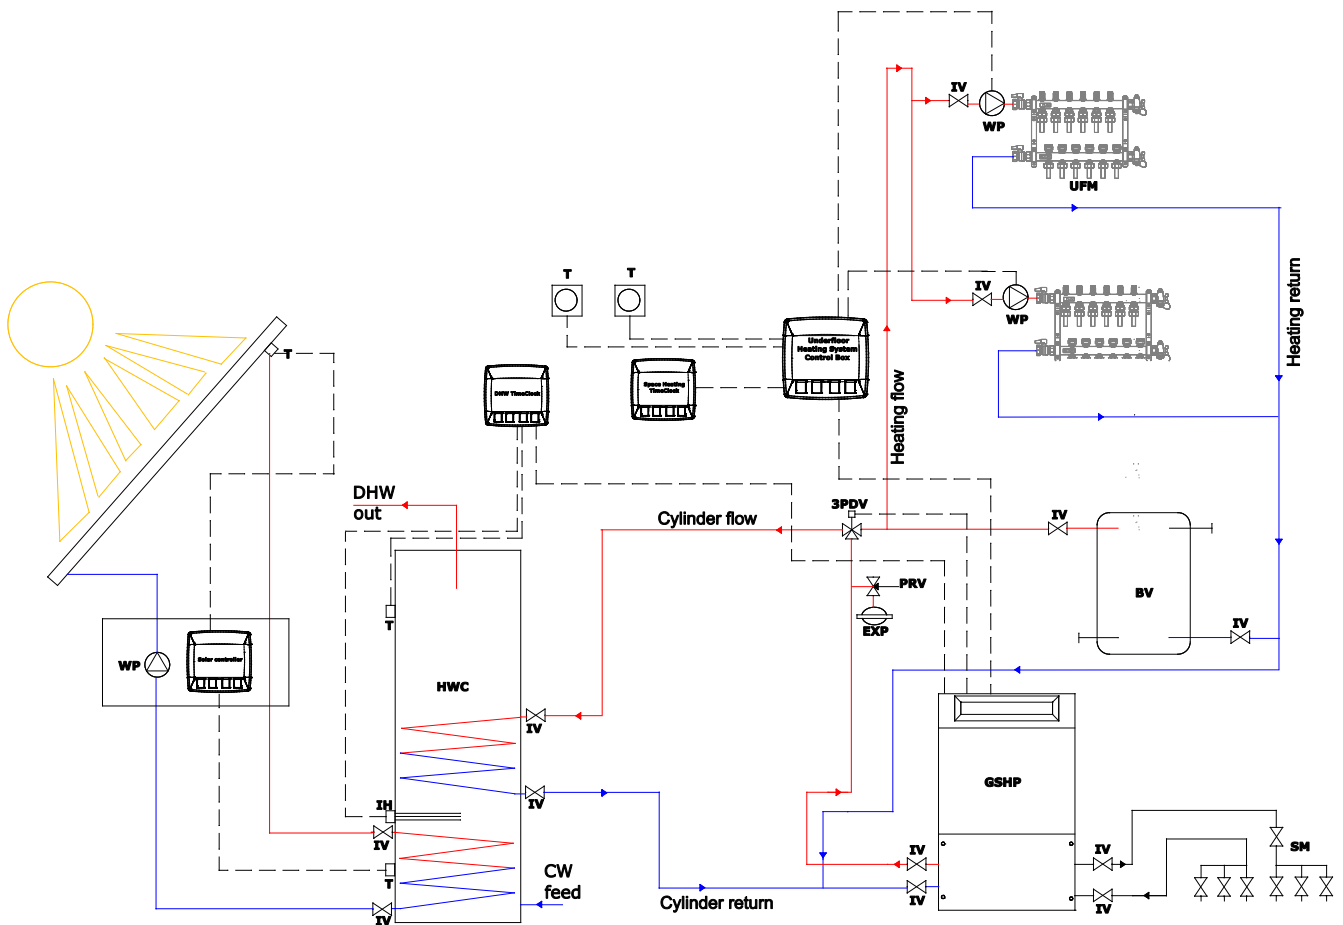 IV
WP
UFM
T
T
IV
WP
Heating return
Underfloor
Heating System
Control Box
T
DHW TimeClock
Space Heating
TimeClock
Heating flow
DHW
out
3PDV
Cylinder flow
IV
PRV
BV
EXP
T
IV
WP
Solar controller
HWC
IV
GSHP
IH
IV
IV
IV
IV
SM
T
CW
feed
IV
IV
IV
Cylinder return
IV